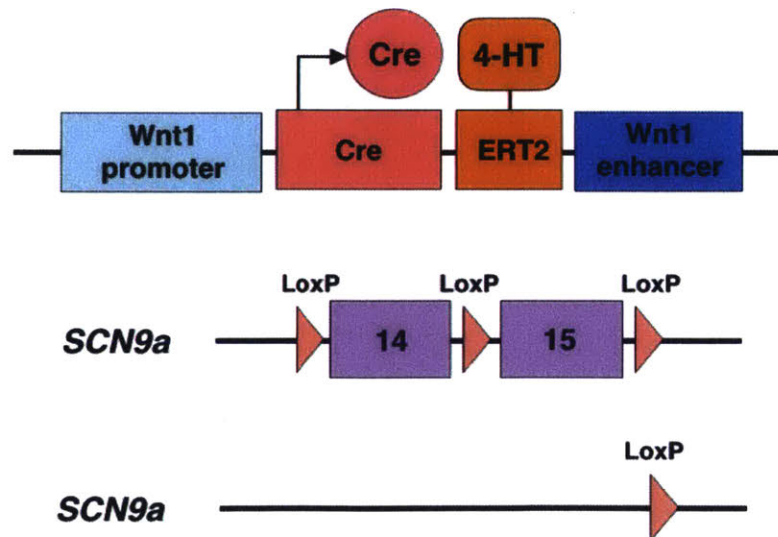 Cre
4-HT
Wnt1
promoter
Cre
ERT2
Wnt1
enhancer
LoxP
LoxP
LoxP
SCN9a
14
15
LoxP
SCN9a